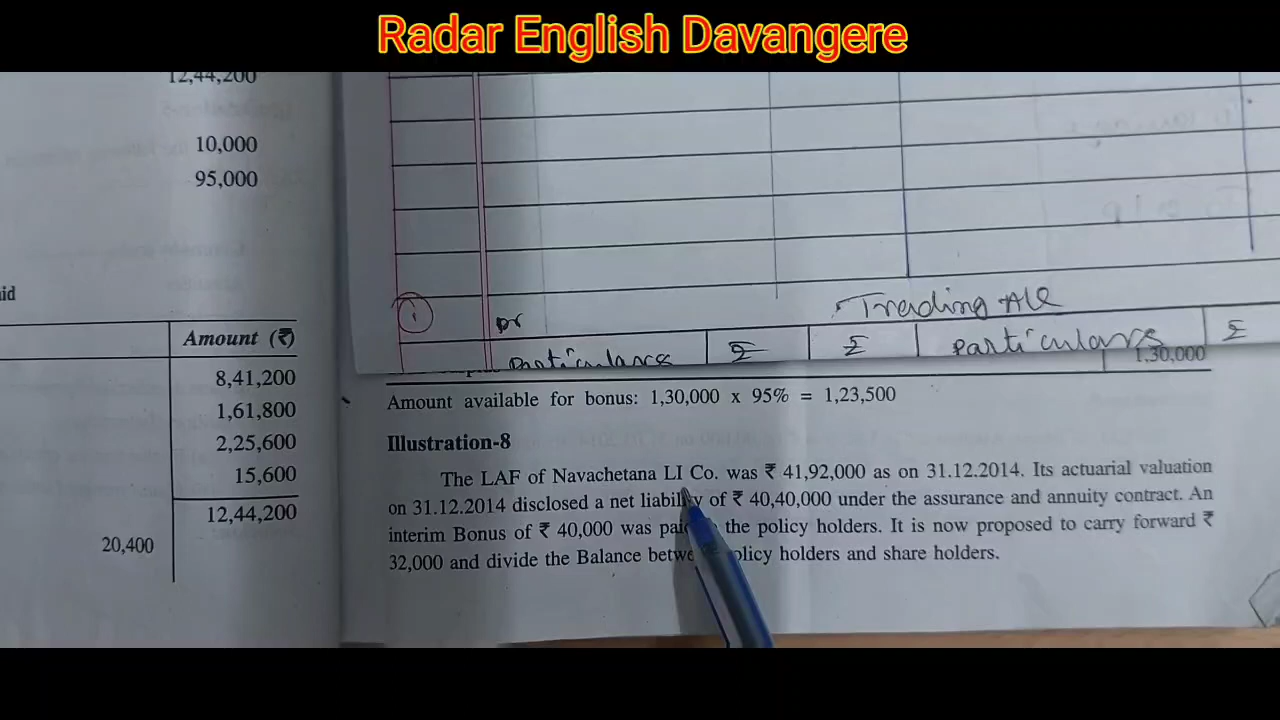 Radar English Davangere
12,44,200
10,000
95,000
id
Amount (₹)
8,41,200
1,61,800
2,25,600
15,600
12,44,200
20,400
Trading A/c
1
Dr
Particulars ₹ ₹ Particulars ₹
1,30,000
Amount available for bonus: 1,30,000 x 95% = 1,23,500
Illustration-8
The LAF of Navachetana LI Co. was ₹ 41,92,000 as on 31.12.2014. Its actuarial valuation
on 31.12.2014 disclosed a net liability of ₹ 40,40,000 under the assurance and annuity contract. An
interim Bonus of ₹ 40,000 was the policy holders. It is now proposed to carry forward ₹
32,000 and divide the Balance policy holders and share holders.